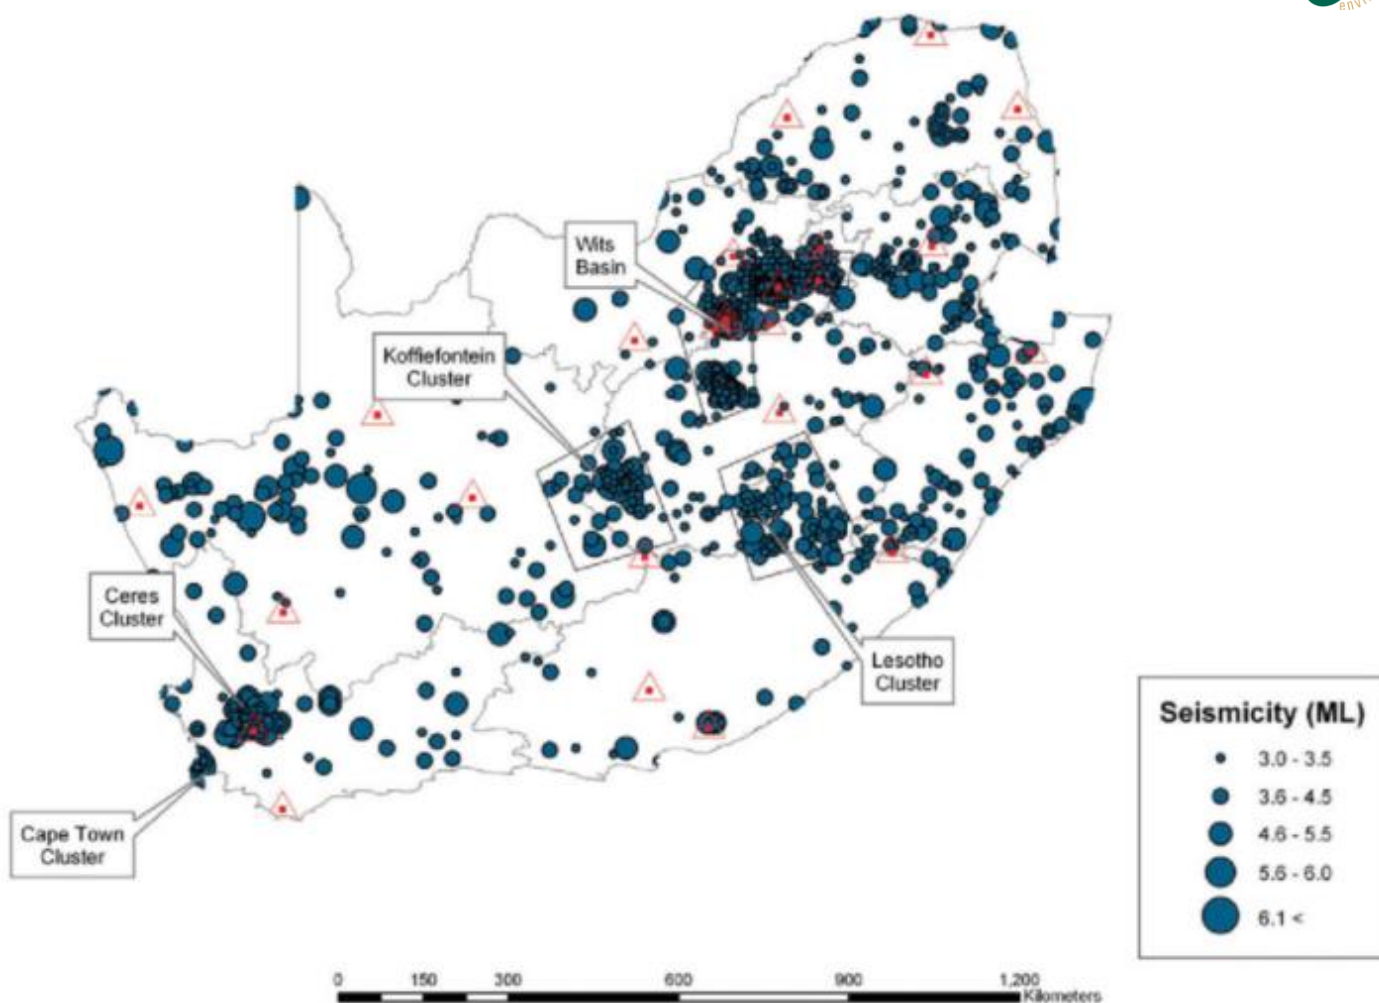 Wits
Basin
Koffiefontein
Cluster
Ceres
Cluster
Lesotho
Cluster
Cape Town
Cluster
Seismicity (ML)
3.0 - 3.5
3.6 - 4.5
4.6 - 5.5
5.6 - 6.0
6.1 <
0 150 300 600 900 1,200
Kilometers